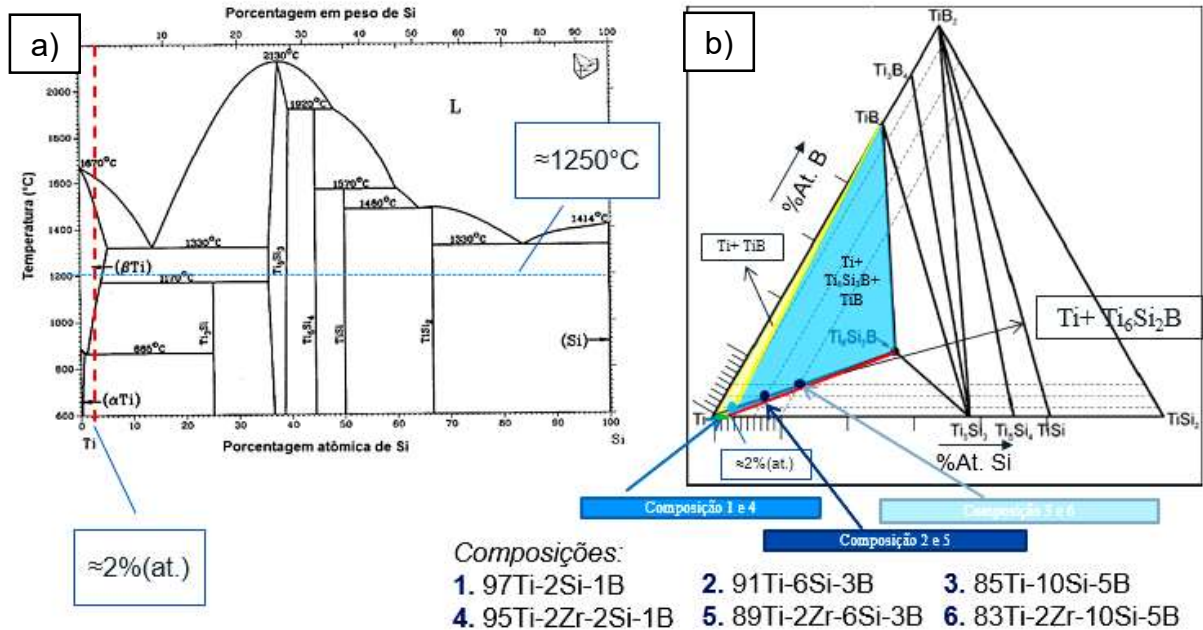 a)
Porcentagem em peso de Si
0 10 20 30 40 50 60 70 80 90 100
Temperatura (°C)
2000
1800
1600
1400
1200
1000
800
600
2130°C
1920°C
L
≈1250°C
1670°C
1570°C
1480°C
1414°C
1330°C
1330°C
(βTi)
1170°C
Ti₅Si₃
Ti₃Si
Ti₅Si₄
TiSi
TiSi₂
(Si)
865°C
(αTi)
0 10 20 30 40 50 60 70 80 90 100
Ti
Porcentagem atômica de Si
Si
≈2%(at.)
b)
TiB₂
Ti₃B₄
TiB
%At. B
Ti+ TiB
Ti+
Ti₆Si₂B+
TiB
Ti+ Ti₆Si₂B
Ti₆Si₂B
Ti
Ti₅Si₃
Ti₅Si₄
TiSi
TiSi₂
≈2%(at.)
%At. Si
Composição 1 e 4
Composição 3 e 6
Composição 2 e 5
Composições:
1. 97Ti-2Si-1B 2. 91Ti-6Si-3B 3. 85Ti-10Si-5B
4. 95Ti-2Zr-2Si-1B 5. 89Ti-2Zr-6Si-3B 6. 83Ti-2Zr-10Si-5B